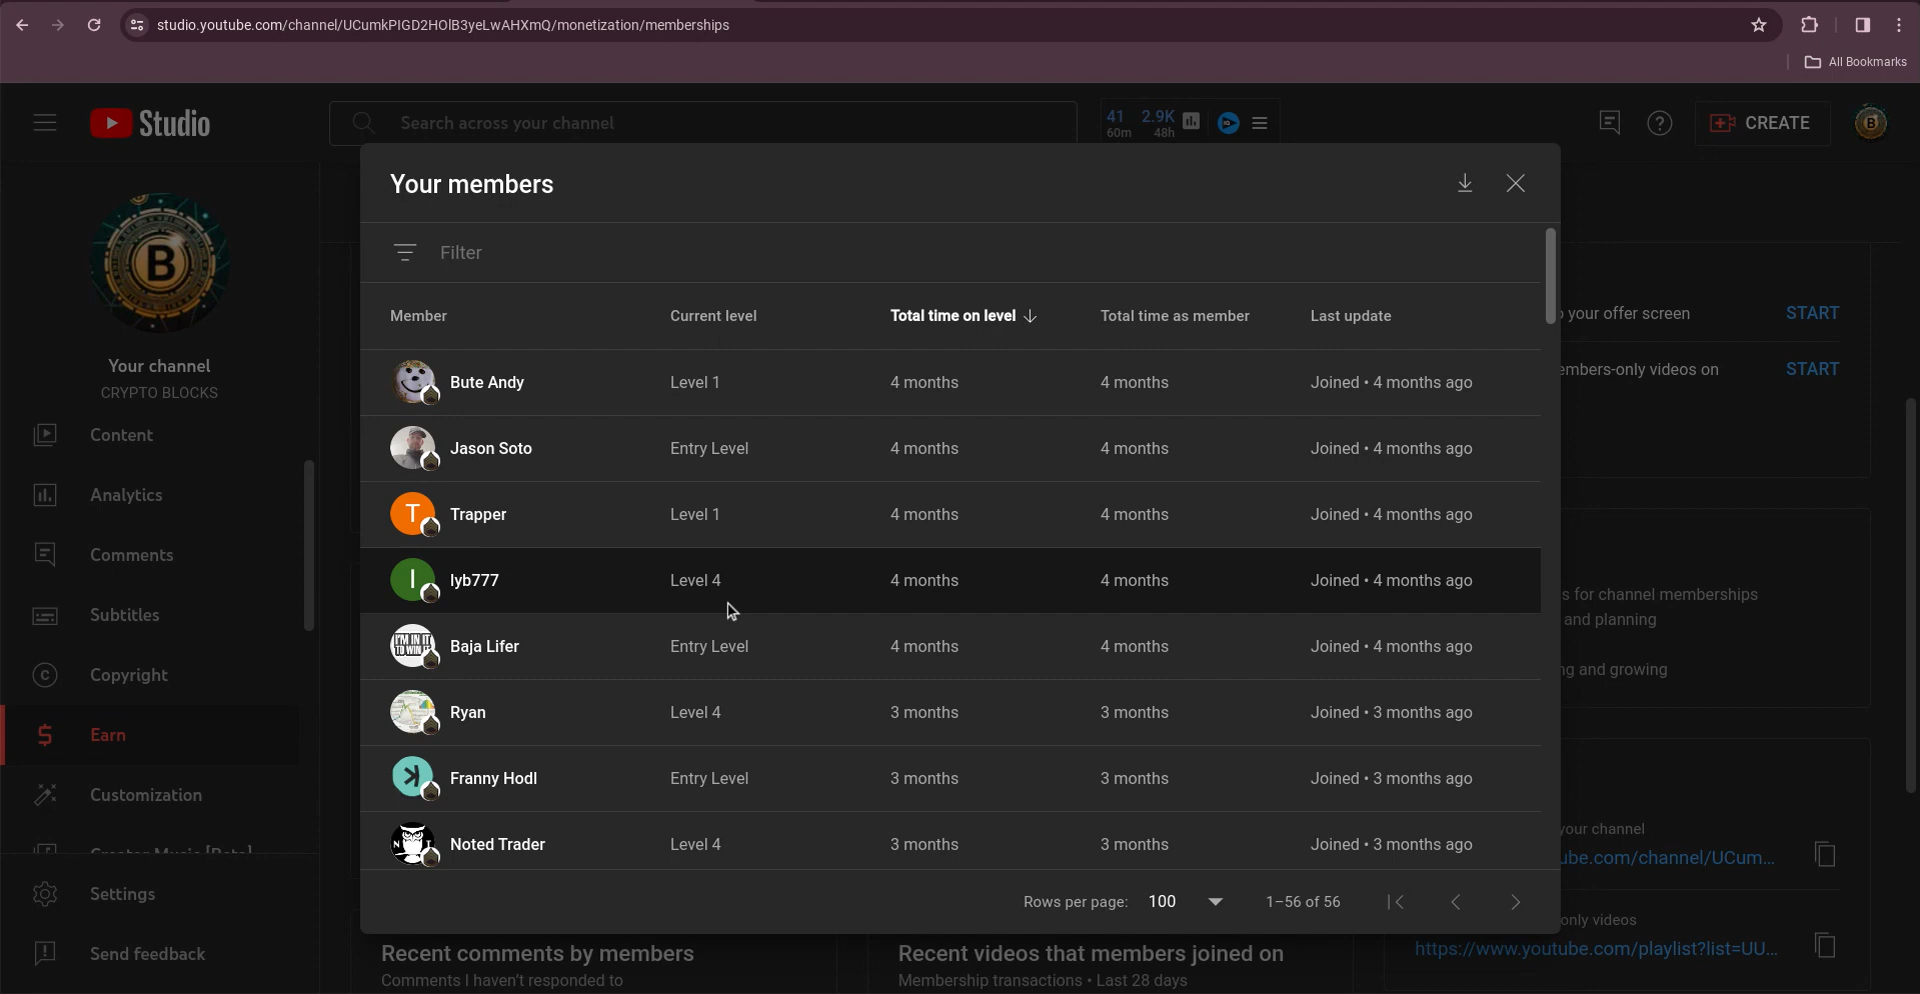 studio.youtube.com/channel/UCumkPIGD2HOlB3yeLwAHXmQ/monetization/memberships
All Bookmarks
Studio
Search across your channel
41 2.9K
60m 48h
CREATE
Your members
Filter
Member Current level Total time on level Total time as member Last update
Bute Andy Level 1 4 months 4 months Joined • 4 months ago
Jason Soto Entry Level 4 months 4 months Joined • 4 months ago
Trapper Level 1 4 months 4 months Joined • 4 months ago
lyb777 Level 4 4 months 4 months Joined • 4 months ago
Baja Lifer Entry Level 4 months 4 months Joined • 4 months ago
Ryan Level 4 3 months 3 months Joined • 3 months ago
Franny Hodl Entry Level 3 months 3 months Joined • 3 months ago
Noted Trader Level 4 3 months 3 months Joined • 3 months ago
Rows per page: 100 1–56 of 56
Your channel
CRYPTO BLOCKS
Content
Analytics
Comments
Subtitles
Copyright
Earn
Customization
Creator Music [Beta]
Settings
Send feedback
your offer screen START
members-only videos on START
s for channel memberships
and planning
ng and growing
your channel
ube.com/channel/UCum...
only videos
https://www.youtube.com/playlist?list=UU...
Recent comments by members
Comments I haven't responded to
Recent videos that members joined on
Membership transactions • Last 28 days
I'M IN IT
TO WIN IT